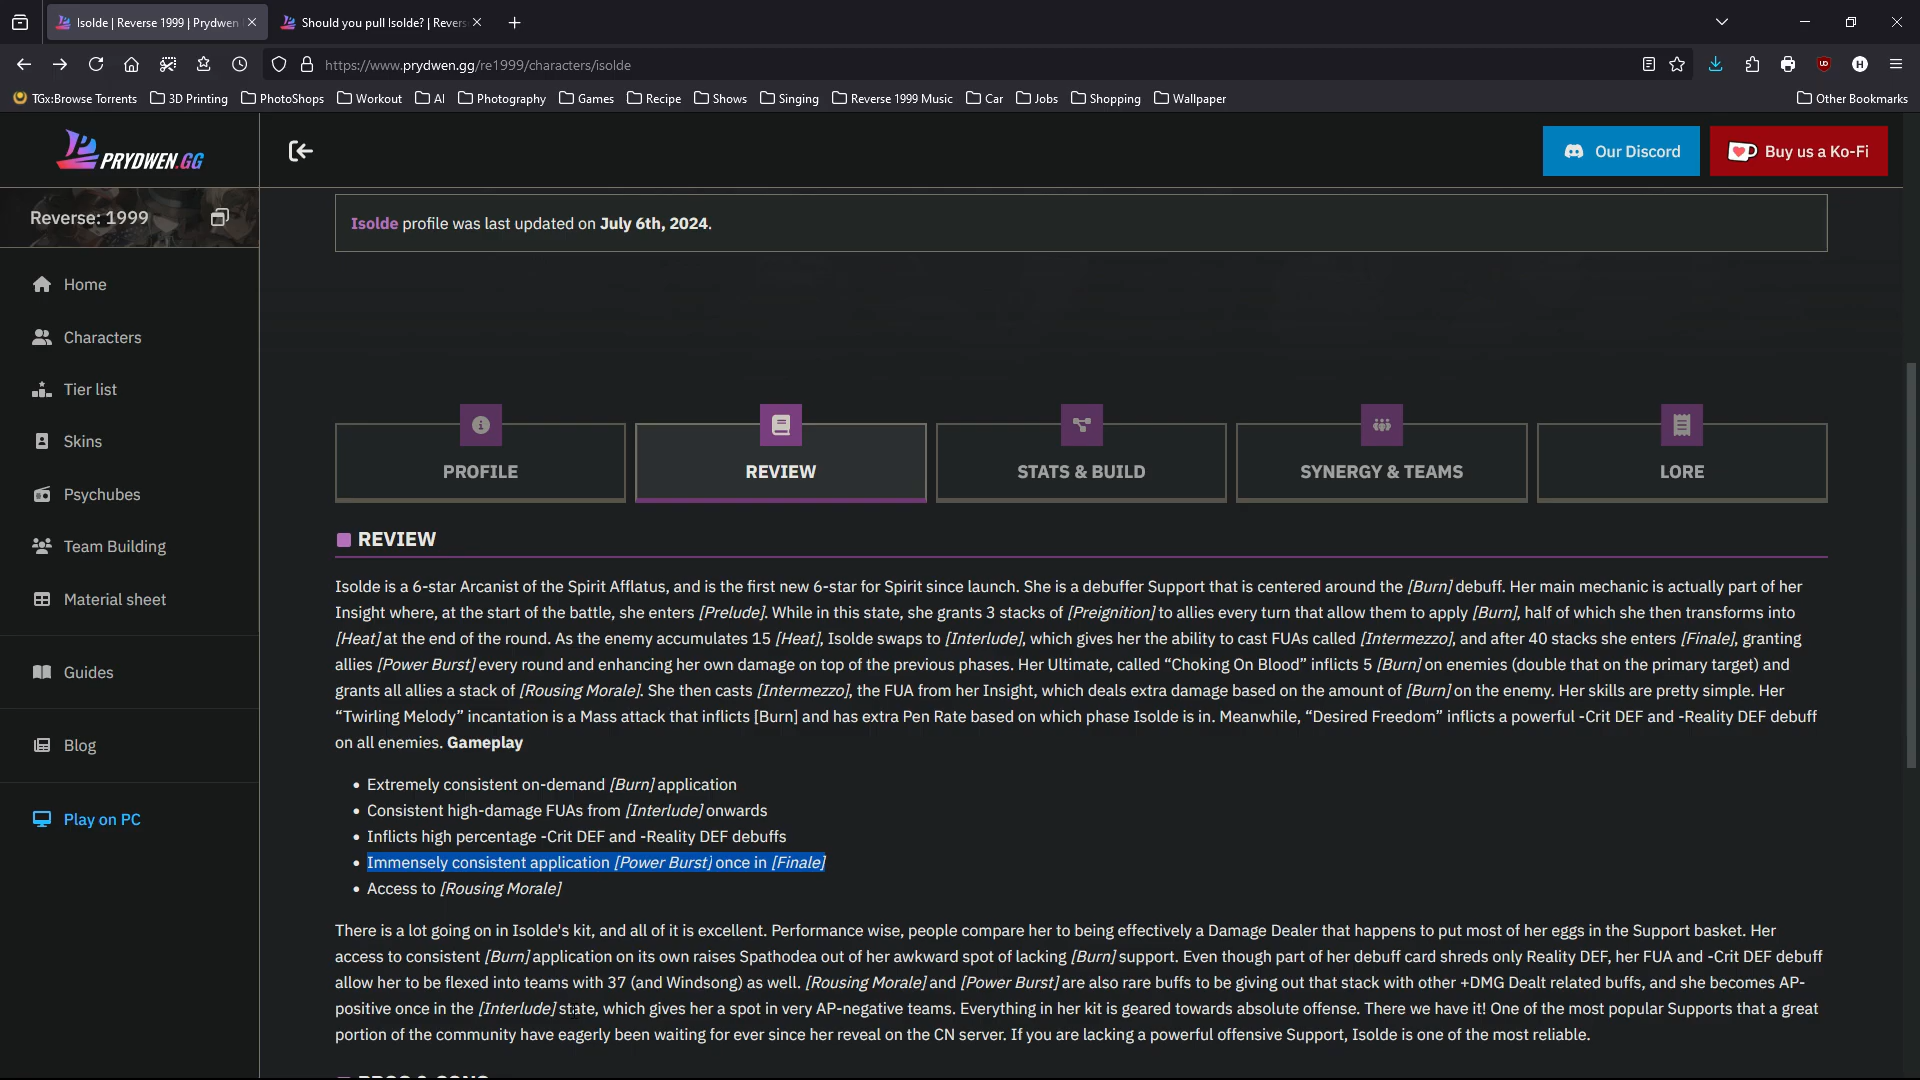 Isolde | Reverse 1999 | Prydwen
Should you pull Isolde? | Revers
https://www.prydwen.gg/re1999/characters/isolde
TGx:Browse Torrents 3D Printing PhotoShops Workout AI Photography Games Recipe Shows Singing Reverse 1999 Music Car Jobs Shopping Wallpaper Other Bookmarks
PRYDWEN.GG
Our Discord
Buy us a Ko-Fi
Reverse: 1999
Home
Characters
Tier list
Skins
Psychubes
Team Building
Material sheet
Guides
Blog
Play on PC
Isolde profile was last updated on July 6th, 2024.
PROFILE
REVIEW
STATS & BUILD
SYNERGY & TEAMS
LORE
REVIEW
Isolde is a 6-star Arcanist of the Spirit Afflatus, and is the first new 6-star for Spirit since launch. She is a debuffer Support that is centered around the [Burn] debuff. Her main mechanic is actually part of her
Insight where, at the start of the battle, she enters [Prelude]. While in this state, she grants 3 stacks of [Preignition] to allies every turn that allow them to apply [Burn], half of which she then transforms into
[Heat] at the end of the round. As the enemy accumulates 15 [Heat], Isolde swaps to [Interlude], which gives her the ability to cast FUAs called [Intermezzo], and after 40 stacks she enters [Finale], granting
allies [Power Burst] every round and enhancing her own damage on top of the previous phases. Her Ultimate, called “Choking On Blood” inflicts 5 [Burn] on enemies (double that on the primary target) and
grants all allies a stack of [Rousing Morale]. She then casts [Intermezzo], the FUA from her Insight, which deals extra damage based on the amount of [Burn] on the enemy. Her skills are pretty simple. Her
“Twirling Melody” incantation is a Mass attack that inflicts [Burn] and has extra Pen Rate based on which phase Isolde is in. Meanwhile, “Desired Freedom” inflicts a powerful -Crit DEF and -Reality DEF debuff
on all enemies. Gameplay
• Extremely consistent on-demand [Burn] application
• Consistent high-damage FUAs from [Interlude] onwards
• Inflicts high percentage -Crit DEF and -Reality DEF debuffs
• Immensely consistent application [Power Burst] once in [Finale]
• Access to [Rousing Morale]
There is a lot going on in Isolde's kit, and all of it is excellent. Performance wise, people compare her to being effectively a Damage Dealer that happens to put most of her eggs in the Support basket. Her
access to consistent [Burn] application on its own raises Spathodea out of her awkward spot of lacking [Burn] support. Even though part of her debuff card shreds only Reality DEF, her FUA and -Crit DEF debuff
allow her to be flexed into teams with 37 (and Windsong) as well. [Rousing Morale] and [Power Burst] are also rare buffs to be giving out that stack with other +DMG Dealt related buffs, and she becomes AP-
positive once in the [Interlude] state, which gives her a spot in very AP-negative teams. Everything in her kit is geared towards absolute offense. There we have it! One of the most popular Supports that a great
portion of the community have eagerly been waiting for ever since her reveal on the CN server. If you are lacking a powerful offensive Support, Isolde is one of the most reliable.